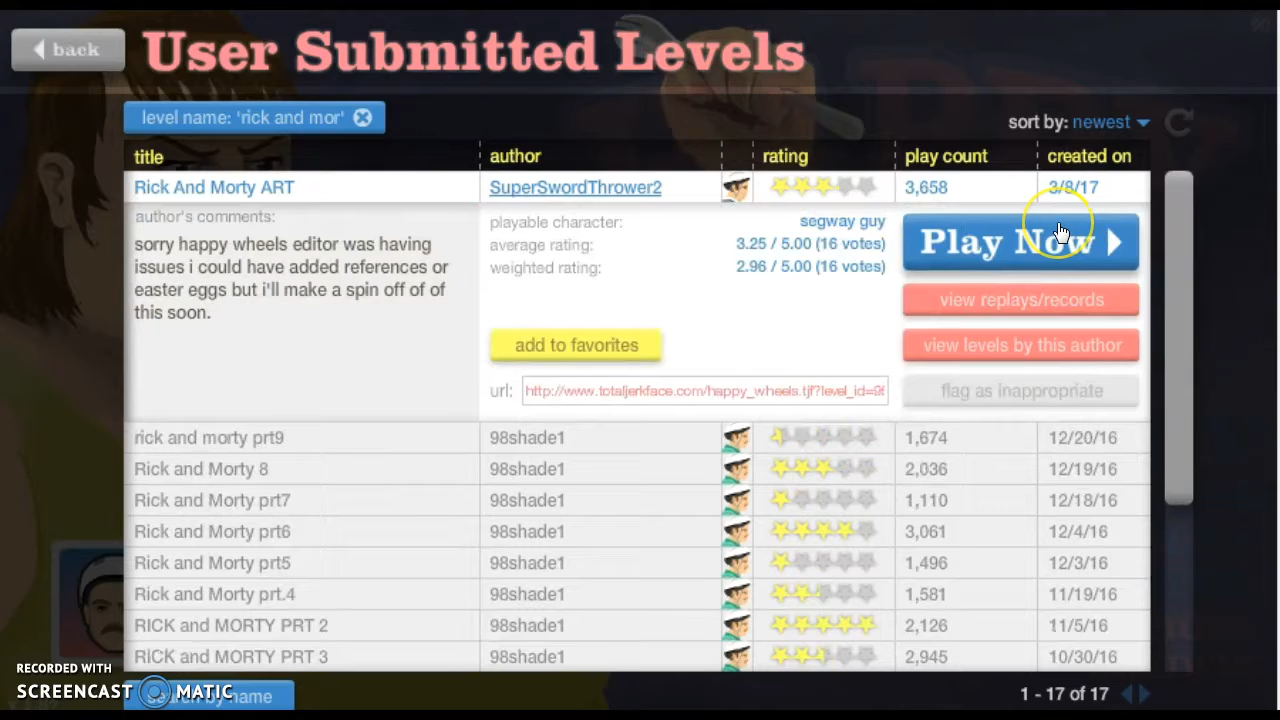 back
User Submitted Levels
level name: 'rick and mor'
sort by: newest
title author rating play count created on
Rick And Morty ART SuperSwordThrower2 3,658 3/8/17
author's comments:
sorry happy wheels editor was having
issues i could have added references or
easter eggs but i'll make a spin off of of
this soon.
playable character: segway guy
average rating: 3.25 / 5.00 (16 votes)
weighted rating: 2.96 / 5.00 (16 votes)
add to favorites
url: http://www.totaljerkface.com/happy_wheels.tjf?level_id=9
Play Now
view replays/records
view levels by this author
flag as inappropriate
rick and morty prt9 98shade1 1,674 12/20/16
Rick and Morty 8 98shade1 2,036 12/19/16
Rick and Morty prt7 98shade1 1,110 12/18/16
Rick and Morty prt6 98shade1 3,061 12/4/16
Rick and Morty prt5 98shade1 1,496 12/3/16
Rick and Morty prt.4 98shade1 1,581 11/19/16
RICK and MORTY PRT 2 98shade1 2,126 11/5/16
RICK and MORTY PRT 3 98shade1 2,945 10/30/16
RECORDED WITH
SCREENCAST MATIC
search by name
1 - 17 of 17